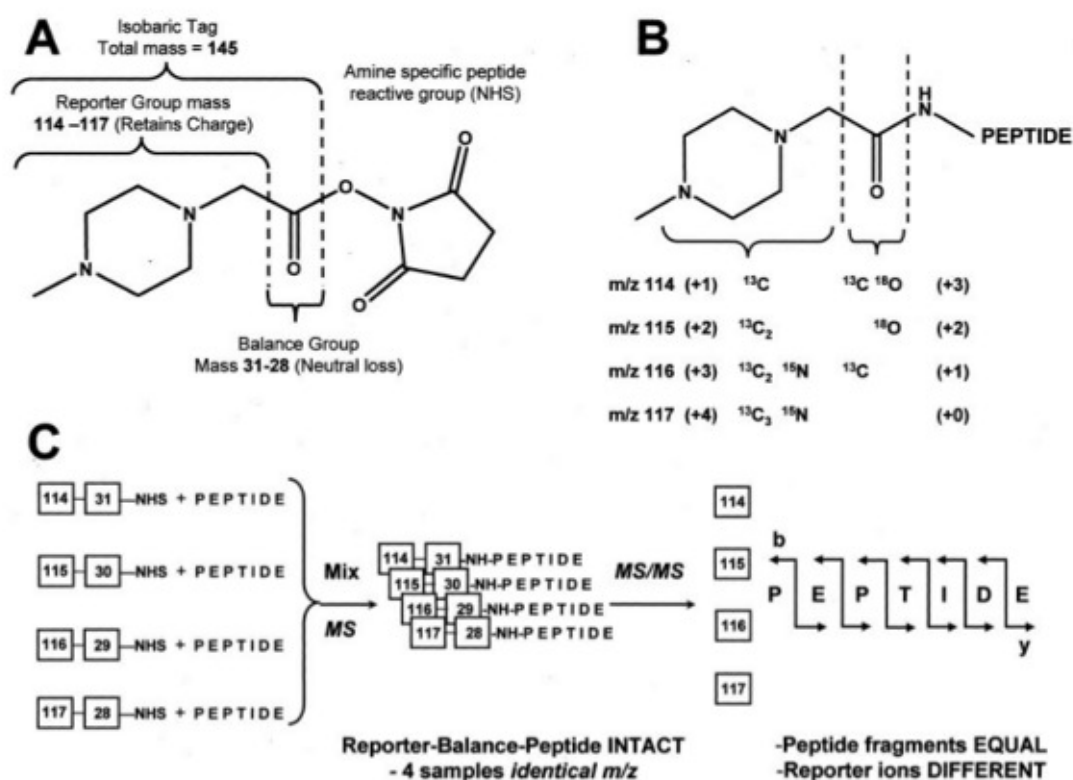 A
Isobaric Tag
Total mass = 145
Reporter Group mass
114 –117 (Retains Charge)
Amine specific peptide
reactive group (NHS)
N
N
O
O
N
O
O
Balance Group
Mass 31-28 (Neutral loss)
B
N
N
O
H
N
PEPTIDE
m/z 114 (+1) ¹³C ¹³C ¹⁸O (+3)
m/z 115 (+2) ¹³C₂ ¹⁸O (+2)
m/z 116 (+3) ¹³C₂ ¹⁵N ¹³C (+1)
m/z 117 (+4) ¹³C₃ ¹⁵N (+0)
C
114 31 NHS + PEPTIDE
115 30 NHS + PEPTIDE
116 29 NHS + PEPTIDE
117 28 NHS + PEPTIDE
Mix
MS
114 31 -NH-PEPTIDE
115 30 -NH-PEPTIDE
116 29 -NH-PEPTIDE
117 28 -NH-PEPTIDE
MS/MS
114
115
116
117
b
P E P T I D E
y
Reporter-Balance-Peptide INTACT
- 4 samples identical m/z
-Peptide fragments EQUAL
-Reporter ions DIFFERENT